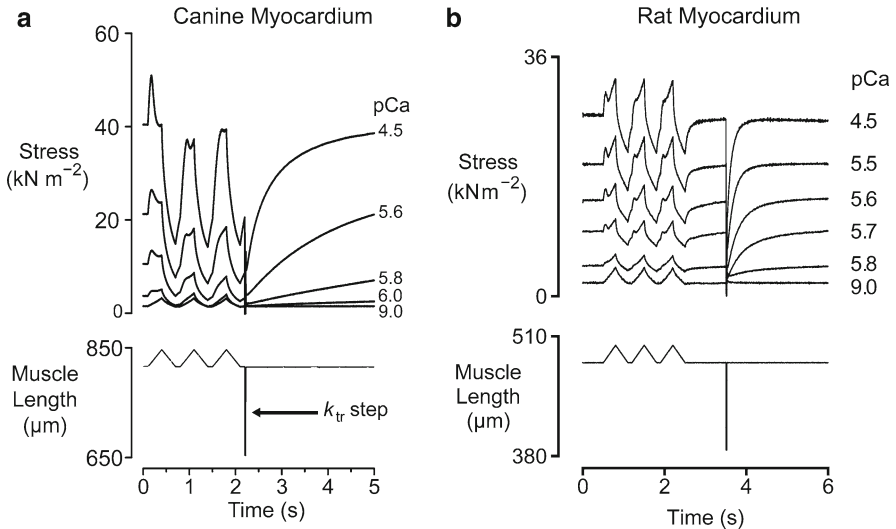 a
Canine Myocardium
60
40
20
0
Stress
(kN m−2)
pCa
4.5
5.6
5.8
6.0
9.0
850
650
Muscle
Length
(μm)
ktr step
0 1 2 3 4 5
Time (s)
b
Rat Myocardium
36
0
Stress
(kNm−2)
pCa
4.5
5.5
5.6
5.7
5.8
9.0
510
380
Muscle
Length
(μm)
0 2 4 6
Time (s)